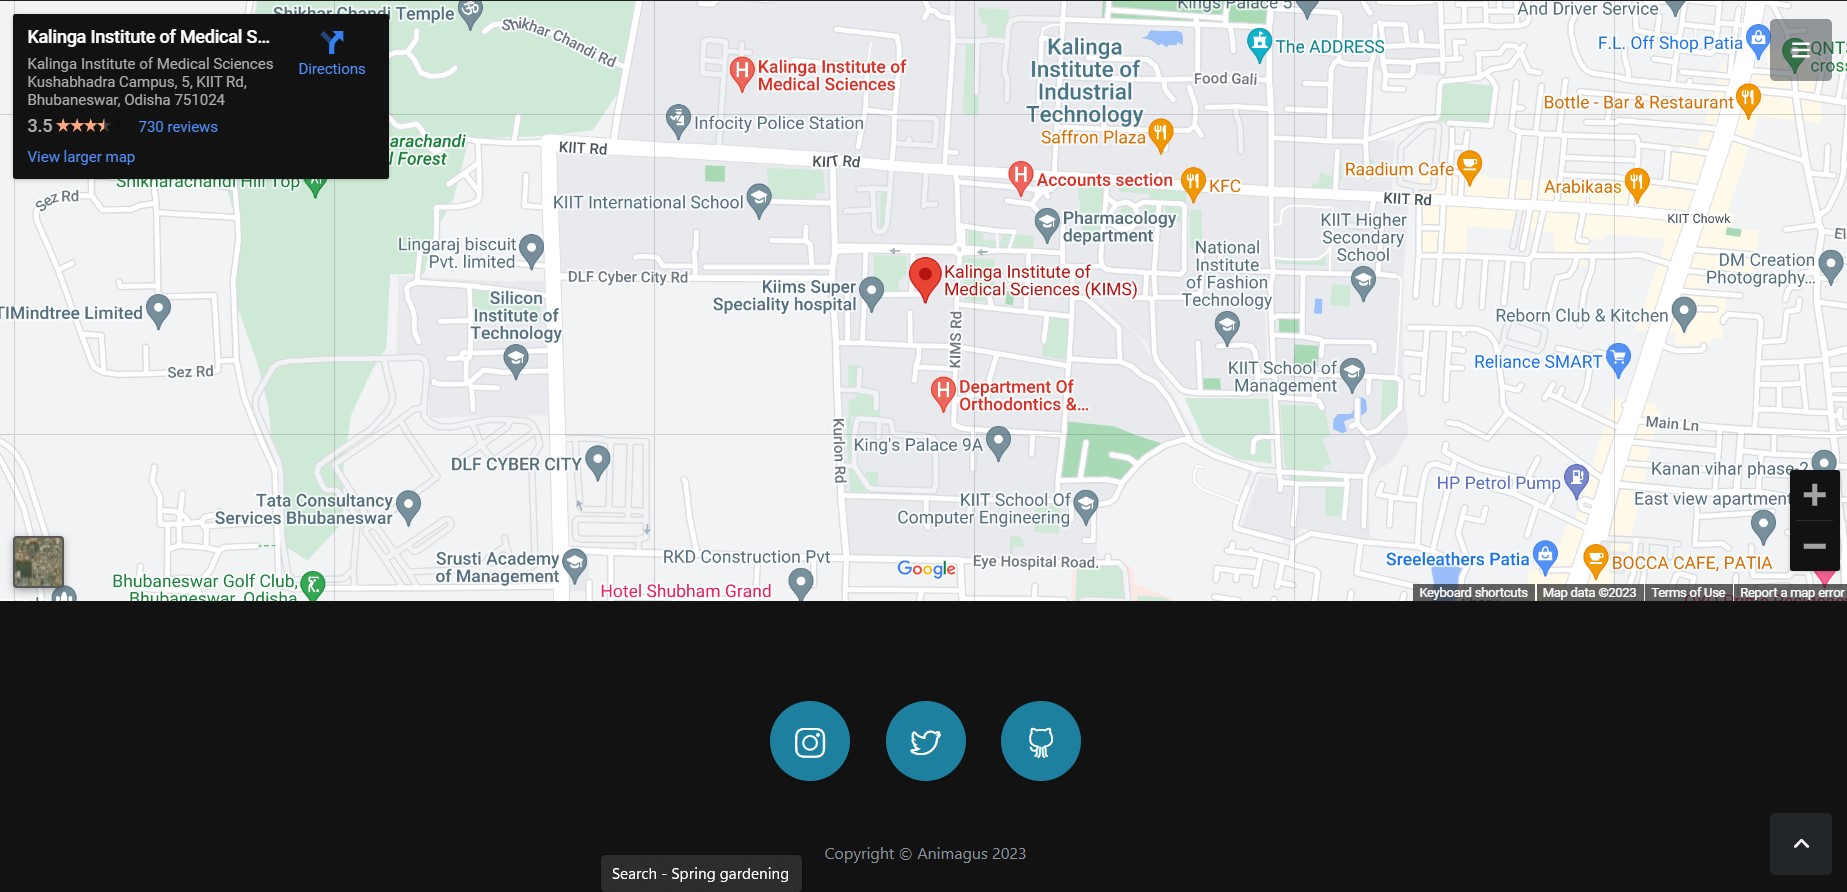 Shikhar Chandi Temple
Shikhar Chandi Rd
Kings Palace 5
And Driver Service
Kalinga Institute of Medical S...
Directions
Kalinga Institute of Medical Sciences
Kushabhadra Campus, 5, KIIT Rd,
Bhubaneswar, Odisha 751024
3.5
730 reviews
View larger map
Kalinga Institute of
Medical Sciences
Kalinga
Institute of
Industrial
Technology
The ADDRESS
F.L. Off Shop Patia
QNT
cross
Food Gali
Bottle - Bar & Restaurant
Infocity Police Station
Saffron Plaza
arachandi
l Forest
KIIT Rd
KIIT Rd
Raadium Cafe
Accounts section
KFC
Arabikaas
Shikharachandi Hill Top
Sez Rd
KIIT Rd
KIIT International School
KIIT Chowk
Pharmacology
department
KIIT Higher
Secondary
School
El
Lingaraj biscuit
Pvt. limited
National
Institute
of Fashion
Technology
DM Creation
Photography...
DLF Cyber City Rd
Kiims Super
Speciality hospital
Kalinga Institute of
Medical Sciences (KIMS)
TIMindtree Limited
Silicon
Institute of
Technology
KIMS Rd
Reborn Club & Kitchen
Sez Rd
KIIT School of
Management
Reliance SMART
Department Of
Orthodontics &...
Kurlon Rd
King's Palace 9A
Main Ln
DLF CYBER CITY
Kanan vihar phase-2
HP Petrol Pump
East view apartment
Tata Consultancy
Services Bhubaneswar
KIIT School Of
Computer Engineering
Srusti Academy
of Management
RKD Construction Pvt
Google
Eye Hospital Road.
Sreeleathers Patia
BOCCA CAFE, PATIA
Bhubaneswar Golf Club,
Bhubaneswar, Odisha
Hotel Shubham Grand
Keyboard shortcuts
Map data ©2023
Terms of Use
Report a map error
Copyright © Animagus 2023
Search - Spring gardening